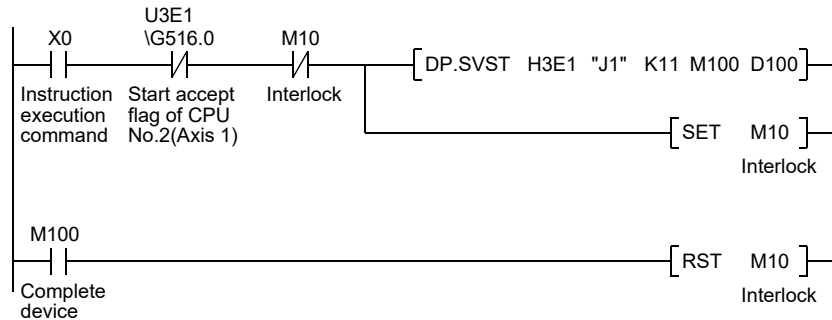 U3E1
X0 \G516.0 M10
DP.SVST H3E1 "J1" K11 M100 D100
Instruction execution command
Start accept flag of CPU No.2(Axis 1)
Interlock
SET M10
Interlock
M100
RST M10
Complete device
Interlock